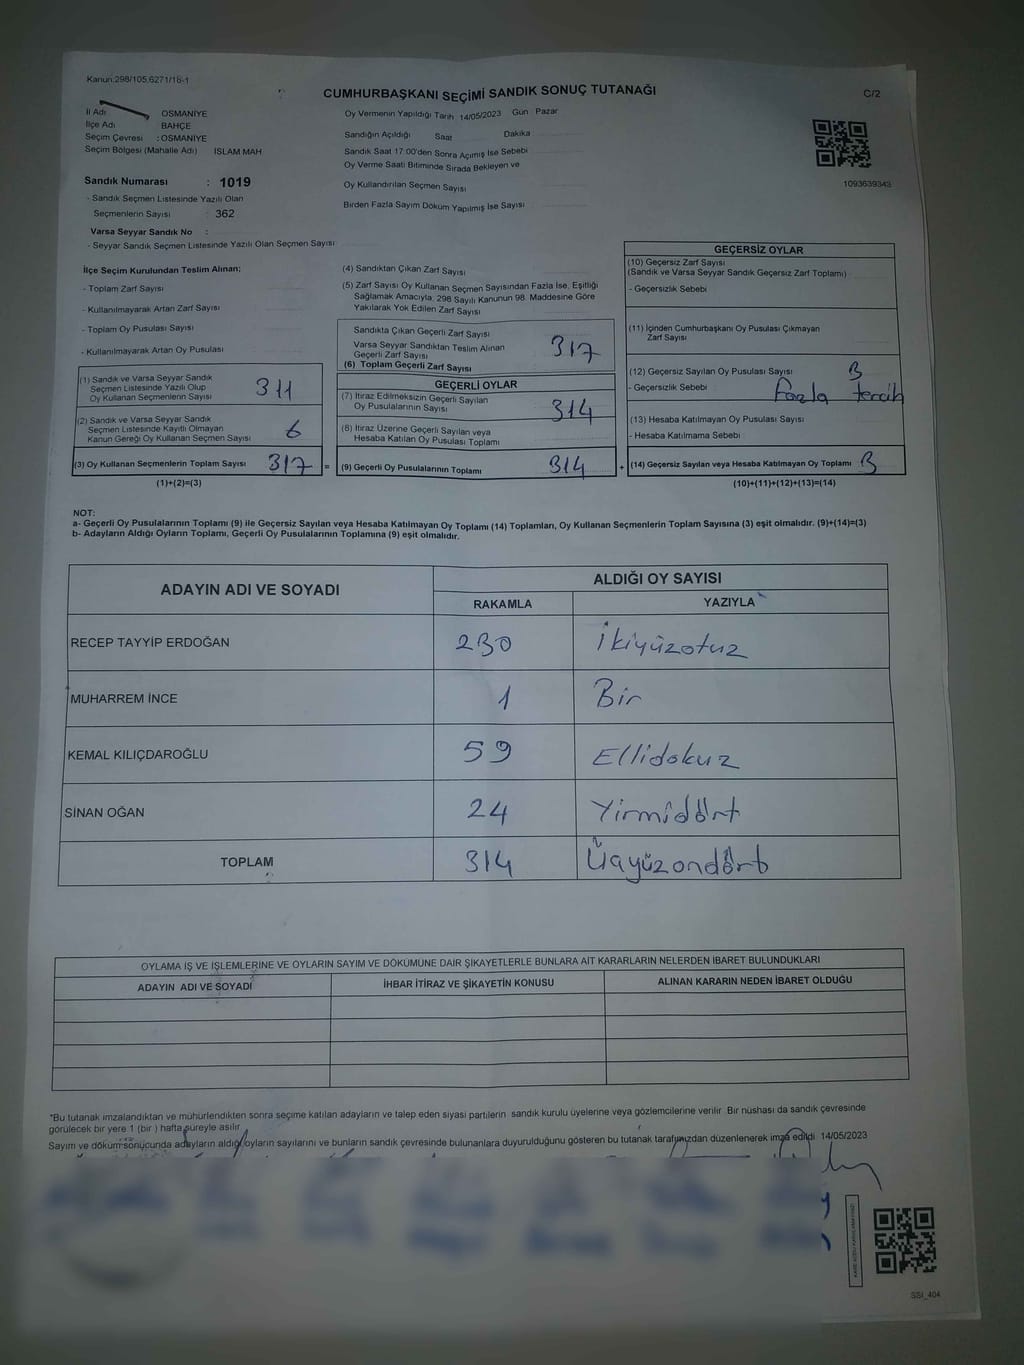 Kanun.298/105,6271/18-1
CUMHURBAŞKANI SEÇİMİ SANDIK SONUÇ TUTANAĞI
C/2
İl Adı OSMANİYE
İlçe Adı BAHÇE
Seçim Çevresi : OSMANİYE
Seçim Bölgesi (Mahalle Adı) İSLAM MAH
Oy Vermenin Yapıldığı Tarih 14/05/2023 Gün Pazar
Sandığın Açıldığı Saat Dakika
Sandık Saat 17:00'den Sonra Açımış İse Sebebi
Oy Verme Saati Bitiminde Sırada Bekleyen ve
Oy Kullandırılan Seçmen Sayısı
Birden Fazla Sayım Döküm Yapılmış İse Sayısı
1093639343
Sandık Numarası : 1019
- Sandık Seçmen Listesinde Yazılı Olan
Seçmenlerin Sayısı : 362
Varsa Seyyar Sandık No :
- Seyyar Sandık Seçmen Listesinde Yazılı Olan Seçmen Sayısı
İlçe Seçim Kurulundan Teslim Alınan;
- Toplam Zarf Sayısı
- Kullanılmayarak Artan Zarf Sayısı
- Toplam Oy Pusulası Sayısı
- Kullanılmayarak Artan Oy Pusulası
(1) Sandık ve Varsa Seyyar Sandık
Seçmen Listesinde Yazılı Olup
Oy Kullanan Seçmenlerin Sayısı 311
(2) Sandık ve Varsa Seyyar Sandık
Seçmen Listesinde Kayıtlı Olmayan
Kanun Gereği Oy Kullanan Seçmen Sayısı 6
(3) Oy Kullanan Seçmenlerin Toplam Sayısı 317
(1)+(2)=(3)
(4) Sandıktan Çıkan Zarf Sayısı
(5) Zarf Sayısı Oy Kullanan Seçmen Sayısından Fazla İse, Eşitliği
Sağlamak Amacıyla, 298 Sayılı Kanunun 98. Maddesine Göre
Yakılarak Yok Edilen Zarf Sayısı
Sandıkta Çıkan Geçerli Zarf Sayısı
Varsa Seyyar Sandıktan Teslim Alınan
Geçerli Zarf Sayısı
(6) Toplam Geçerli Zarf Sayısı 317
GEÇERLİ OYLAR
(7) İtiraz Edilmeksizin Geçerli Sayılan
Oy Pusulalarının Sayısı 314
(8) İtiraz Üzerine Geçerli Sayılan veya
Hesaba Katılan Oy Pusulası Toplamı
= (9) Geçerli Oy Pusulalarının Toplamı 314
GEÇERSİZ OYLAR
(10) Geçersiz Zarf Sayısı
(Sandık ve Varsa Seyyar Sandık Geçersiz Zarf Toplamı)
- Geçersizlik Sebebi
(11) İçinden Cumhurbaşkanı Oy Pusulası Çıkmayan
Zarf Sayısı
(12) Geçersiz Sayılan Oy Pusulası Sayısı 3
- Geçersizlik Sebebi fazla tercih
(13) Hesaba Katılmayan Oy Pusulası Sayısı
- Hesaba Katılmama Sebebi
+ (14) Geçersiz Sayılan veya Hesaba Katılmayan Oy Toplamı 3
(10)+(11)+(12)+(13)=(14)
NOT:
a- Geçerli Oy Pusulalarının Toplamı (9) ile Geçersiz Sayılan veya Hesaba Katılmayan Oy Toplamı (14) Toplamları, Oy Kullanan Seçmenlerin Toplam Sayısına (3) eşit olmalıdır. (9)+(14)=(3)
b- Adayların Aldığı Oyların Toplamı, Geçerli Oy Pusulalarının Toplamına (9) eşit olmalıdır.
ADAYIN ADI VE SOYADI
ALDIĞI OY SAYISI
RAKAMLA YAZIYLA
RECEP TAYYİP ERDOĞAN 230 İkiyüzotuz
MUHARREM İNCE 1 Bir
KEMAL KILIÇDAROĞLU 59 Ellidokuz
SİNAN OĞAN 24 Yirmidört
TOPLAM 314 Üçyüzondört
OYLAMA İŞ VE İŞLEMLERİNE VE OYLARIN SAYIM VE DÖKÜMÜNE DAİR ŞİKAYETLERLE BUNLARA AİT KARARLARIN NELERDEN İBARET BULUNDUKLARI
ADAYIN ADI VE SOYADI İHBAR İTİRAZ VE ŞİKAYETİN KONUSU ALINAN KARARIN NEDEN İBARET OLDUĞU
*Bu tutanak imzalandıktan ve mühürlendikten sonra seçime katılan adayların ve talep eden siyasi partilerin sandık kurulu üyelerine veya gözlemcilerine verilir. Bir nüshası da sandık çevresinde
görülecek bir yere 1 (bir) hafta süreyle asılır.
Sayım ve döküm sonucunda adayların aldığı oyların sayılarını ve bunların sandık çevresinde bulunanlara duyurulduğunu gösteren bu tutanak tarafımızdan düzenlenerek imza edildi 14/05/2023
SSI_404